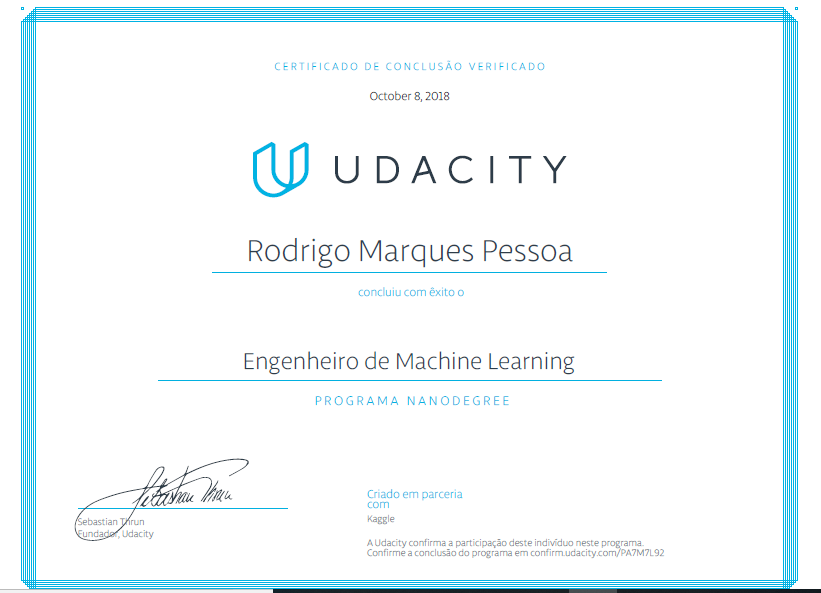 CERTIFICADO DE CONCLUSÃO VERIFICADO
October 8, 2018
UDACITY
Rodrigo Marques Pessoa
concluiu com êxito o
Engenheiro de Machine Learning
PROGRAMA NANODEGREE
Sebastian Thrun
Sebastian Thrun
Fundador, Udacity
Criado em parceria
com
Kaggle
A Udacity confirma a participação deste indivíduo neste programa.
Confirme a conclusão do programa em confirm.udacity.com/PA7M7L92